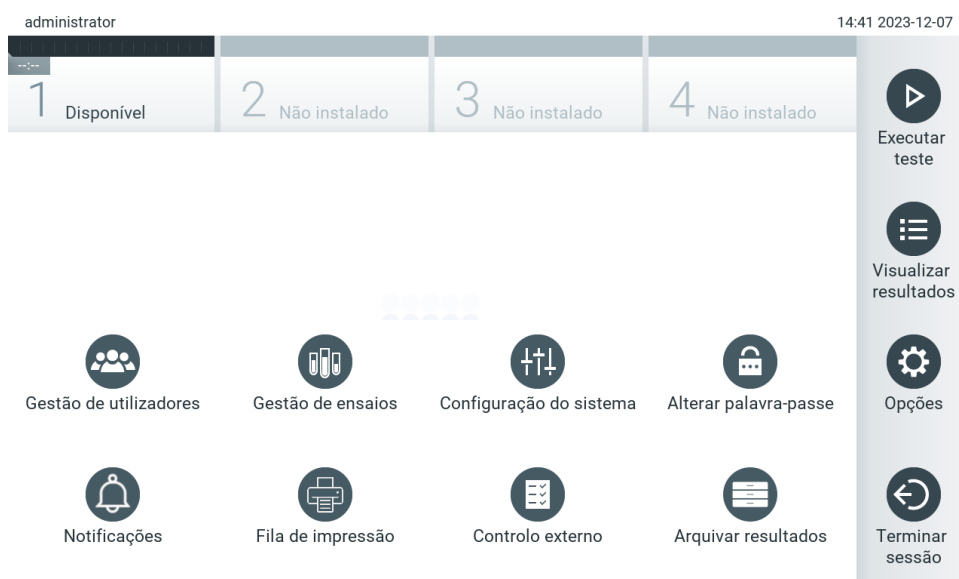 administrator 14:41 2023-12-07
--:--
1 Disponível 2 Não instalado 3 Não instalado 4 Não instalado
Executar
teste
Visualizar
resultados
Gestão de utilizadores Gestão de ensaios Configuração do sistema Alterar palavra-passe Opções
Notificações Fila de impressão Controlo externo Arquivar resultados Terminar
sessão